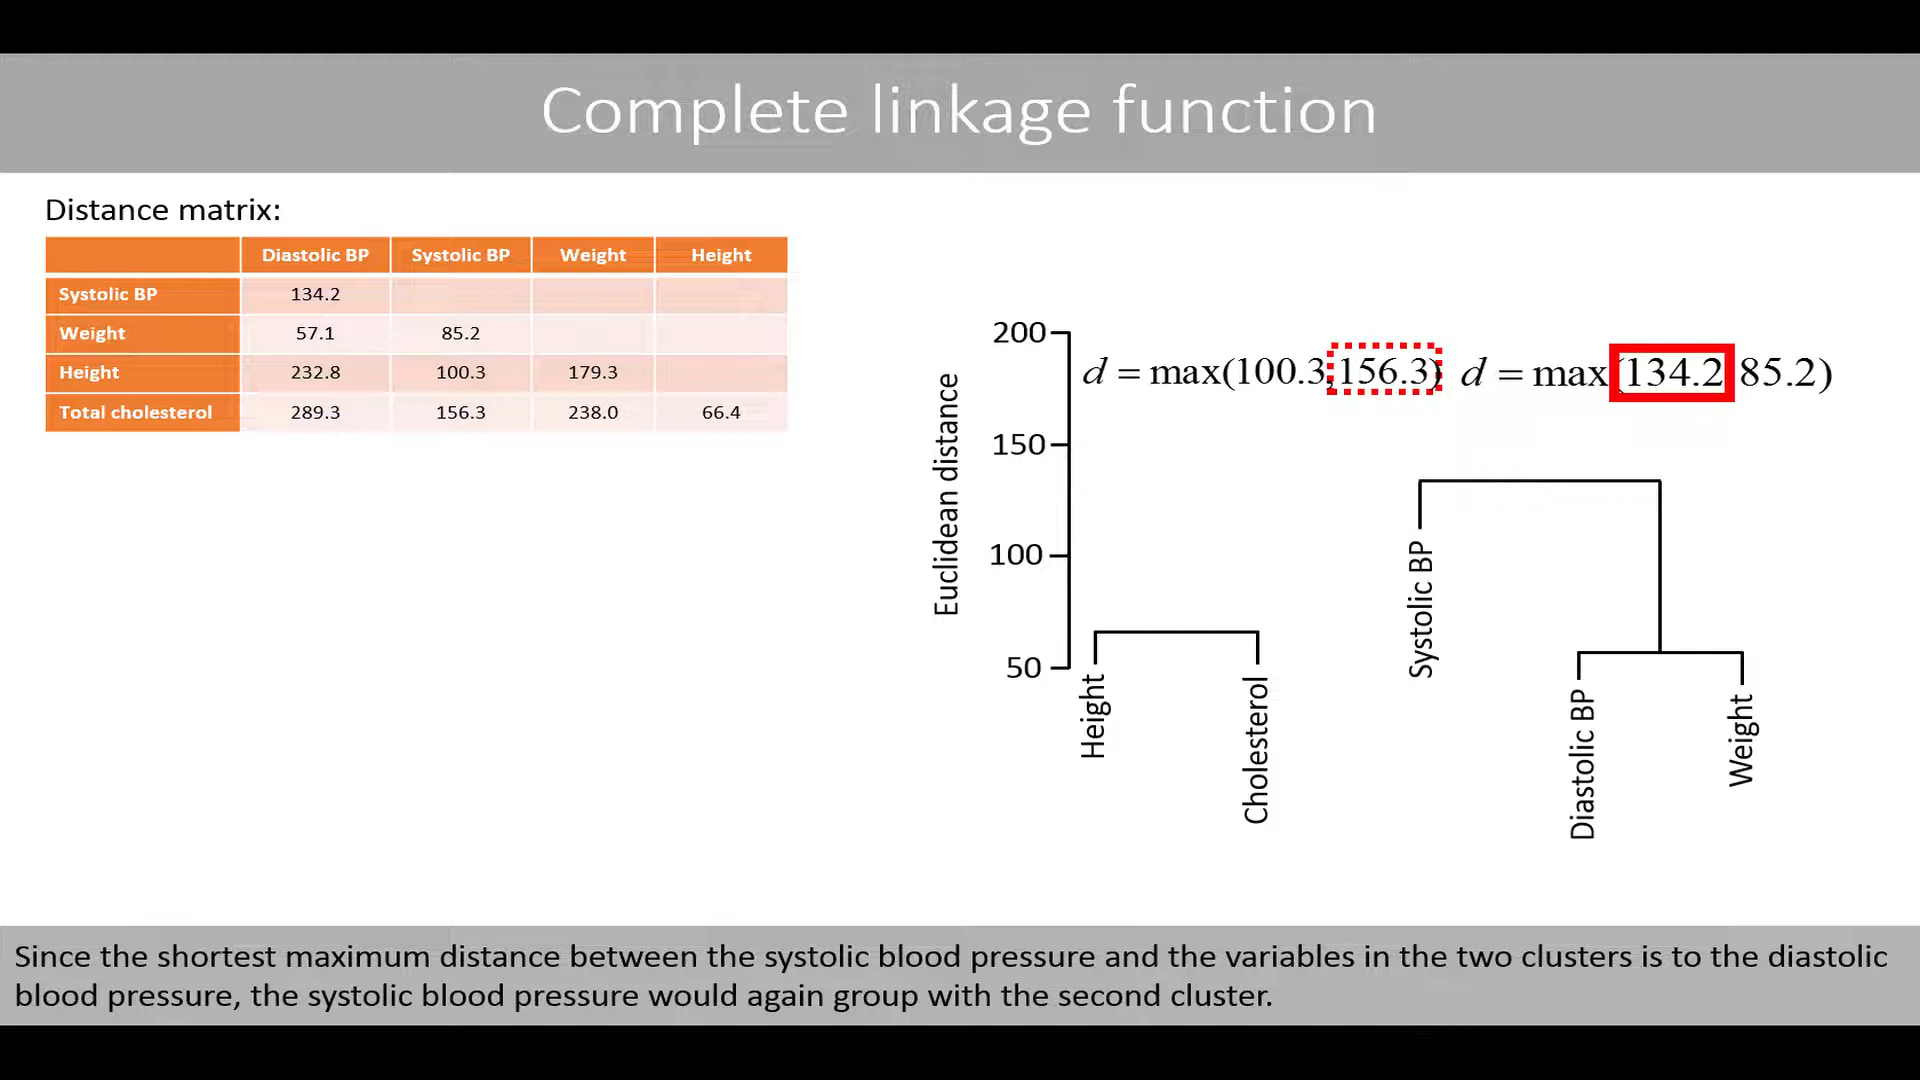 Complete linkage function
Distance matrix:
Diastolic BP Systolic BP Weight Height
Systolic BP 134.2
Weight 57.1 85.2
Height 232.8 100.3 179.3
Total cholesterol 289.3 156.3 238.0 66.4
d = max(100.3,156.3) d = max(134.2 85.2)
Euclidean distance
200
150
100
50
Height
Cholesterol
Systolic BP
Diastolic BP
Weight
Since the shortest maximum distance between the systolic blood pressure and the variables in the two clusters is to the diastolic
blood pressure, the systolic blood pressure would again group with the second cluster.